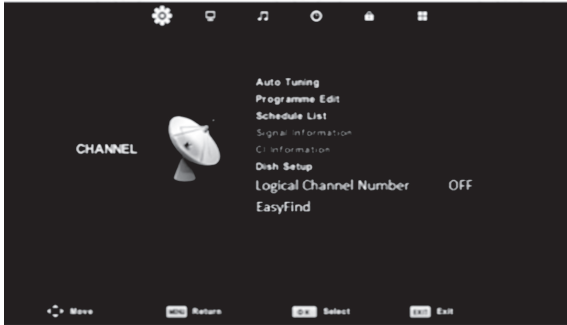 Auto Tuning
Programme Edit
Schedule List
Signal Information
CI Information
CHANNEL
Dish Setup
Logical Channel Number OFF
EasyFind
Move MENU Return OK Select EXIT Exit